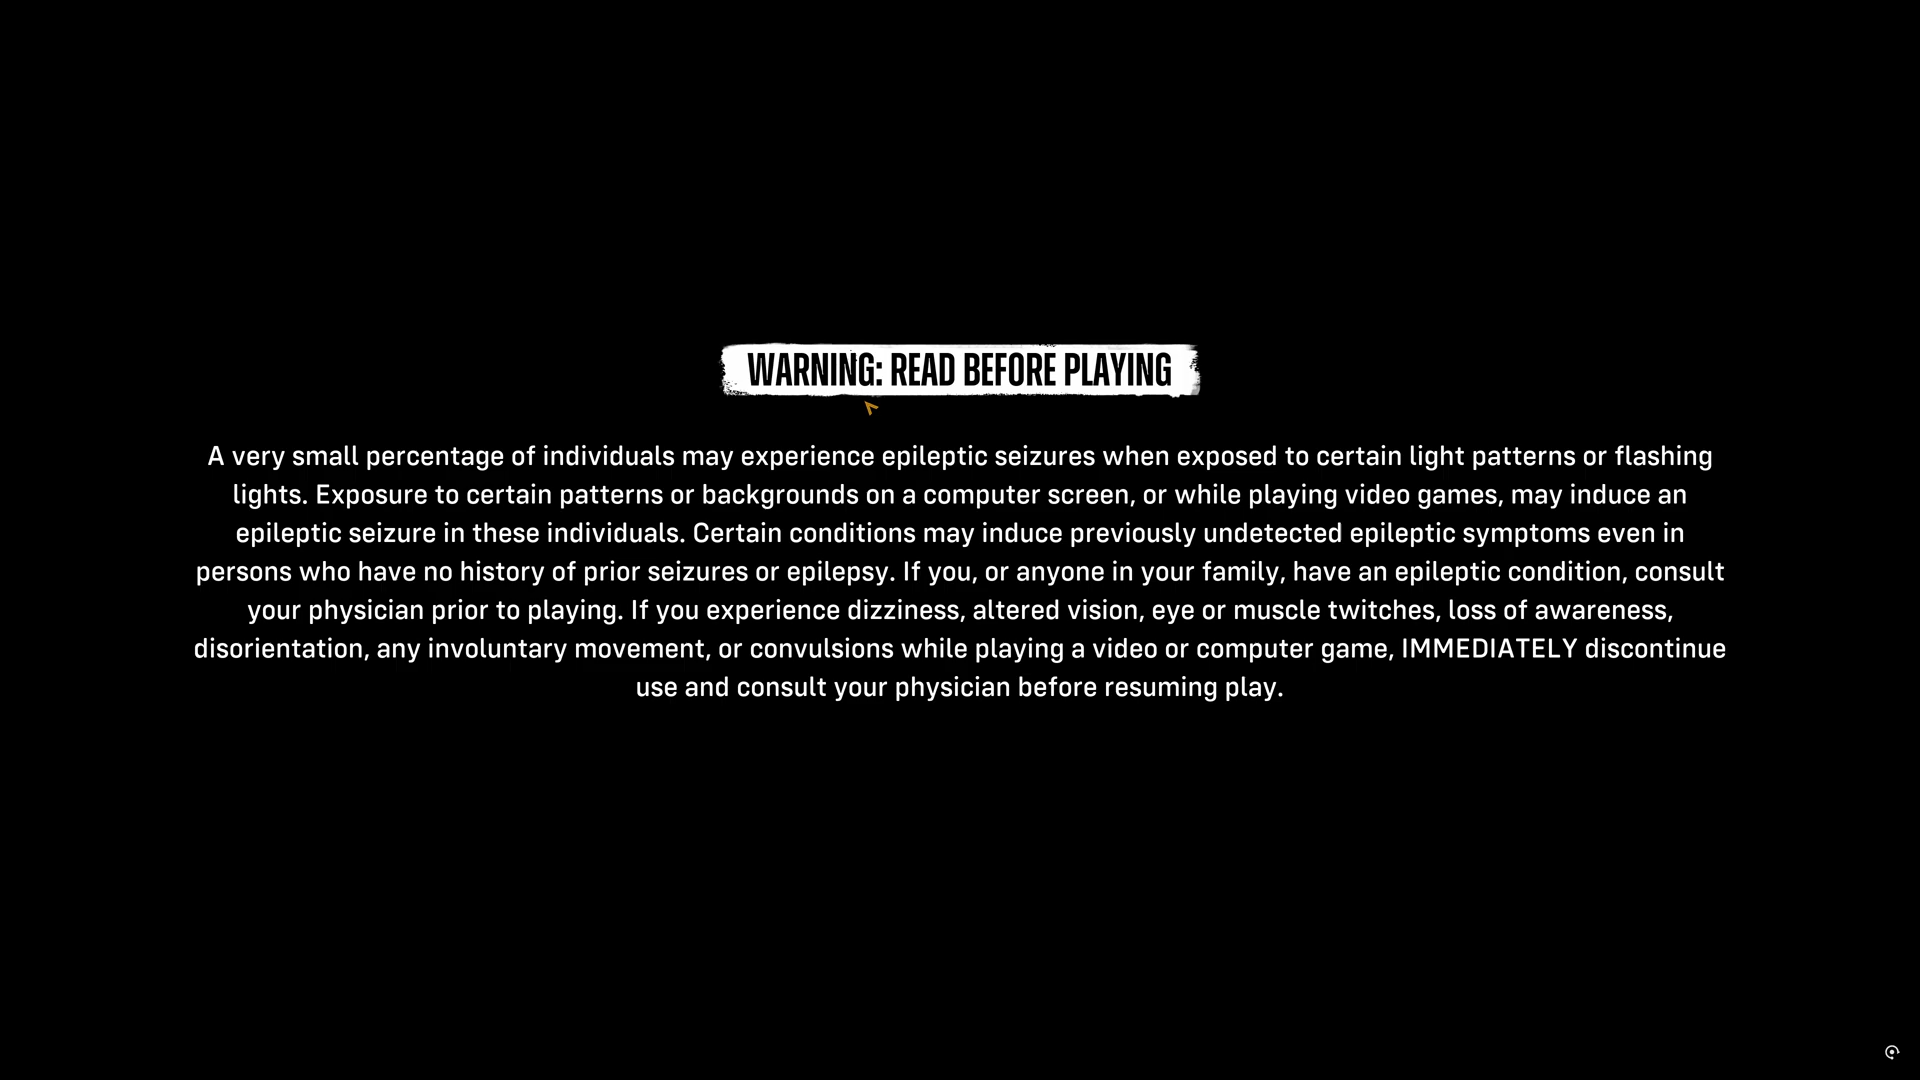 WARNING: READ BEFORE PLAYING
A very small percentage of individuals may experience epileptic seizures when exposed to certain light patterns or flashing
lights. Exposure to certain patterns or backgrounds on a computer screen, or while playing video games, may induce an
epileptic seizure in these individuals. Certain conditions may induce previously undetected epileptic symptoms even in
persons who have no history of prior seizures or epilepsy. If you, or anyone in your family, have an epileptic condition, consult
your physician prior to playing. If you experience dizziness, altered vision, eye or muscle twitches, loss of awareness,
disorientation, any involuntary movement, or convulsions while playing a video or computer game, IMMEDIATELY discontinue
use and consult your physician before resuming play.